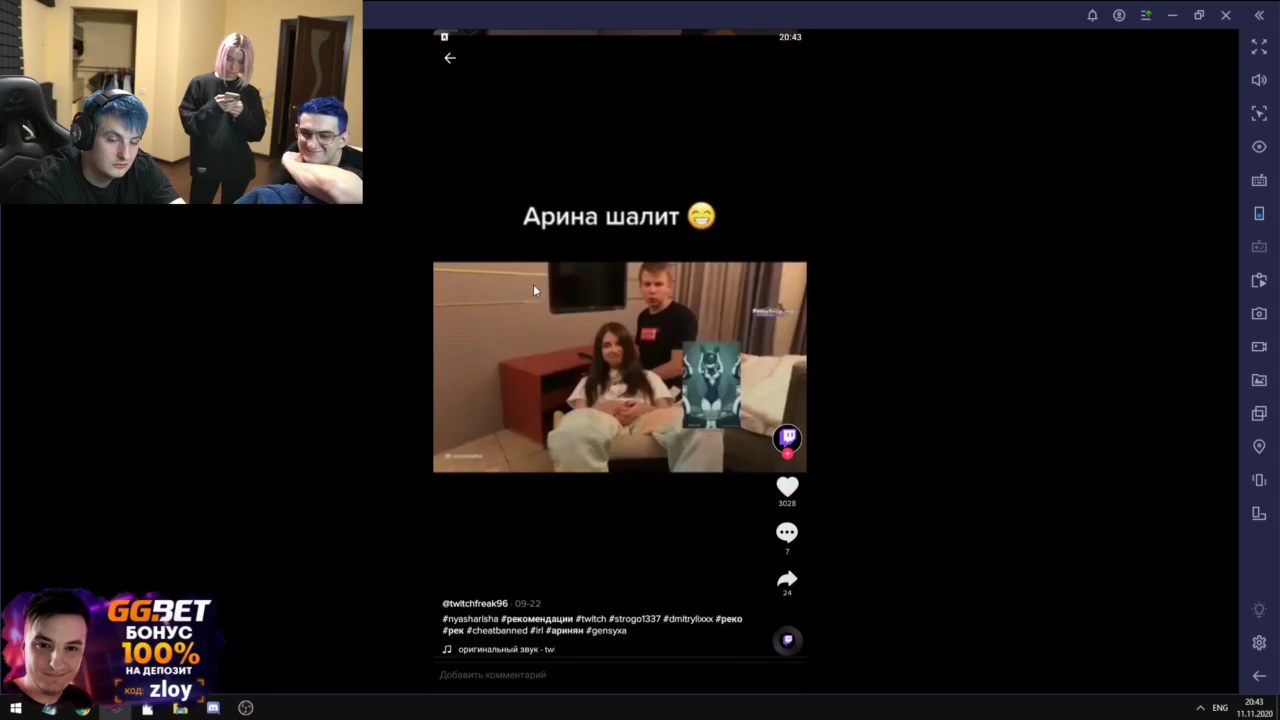 20:43
Арина шалит
3028
7
24
@twitchfreak96 · 09-22
#nyasharisha #рекомендации #twitch #strogo1337 #dmitrylixxx #реко
#рек #cheatbanned #irl #аринян #gensyxa
оригинальный звук - tw
Добавить комментарий
GG.BET
БОНУС
100%
НА ДЕПОЗИТ
КОД: zloy
ENG
20:43
11.11.2020